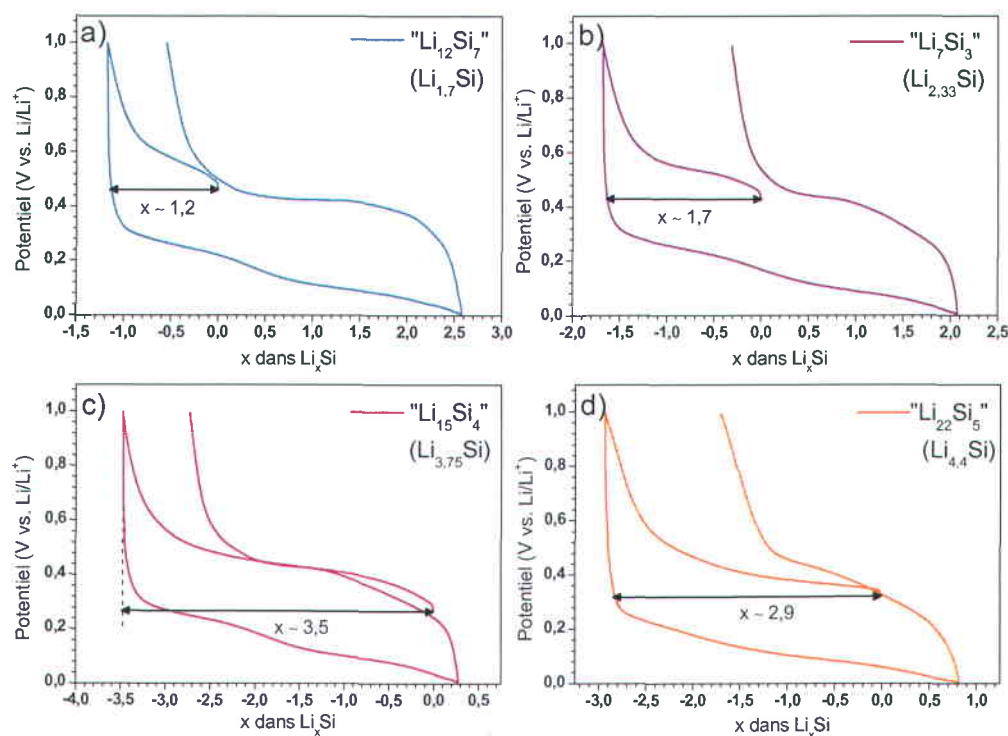 a)
"Li12Si7"
(Li1,7Si)
Potentiel (V vs. Li/Li+)
1,0
0,8
0,6
0,4
0,2
0,0
x ~ 1,2
-1,5 -1,0 -0,5 0,0 0,5 1,0 1,5 2,0 2,5 3,0
x dans LixSi
b)
"Li7Si3"
(Li2,33Si)
Potentiel (V vs. Li/Li+)
1,0
0,8
0,6
0,4
0,2
0,0
x ~ 1,7
-2,0 -1,5 -1,0 -0,5 0,0 0,5 1,0 1,5 2,0 2,5
x dans LixSi
c)
"Li15Si4"
(Li3,75Si)
Potentiel (V vs. Li/Li+)
1,0
0,8
0,6
0,4
0,2
0,0
x ~ 3,5
-4,0 -3,5 -3,0 -2,5 -2,0 -1,5 -1,0 -0,5 0,0 0,5
x dans LixSi
d)
"Li22Si5"
(Li4,4Si)
Potentiel (V vs. Li/Li+)
1,0
0,8
0,6
0,4
0,2
0,0
x ~ 2,9
-3,0 -2,5 -2,0 -1,5 -1,0 -0,5 0,0 0,5 1,0
x dans LixSi